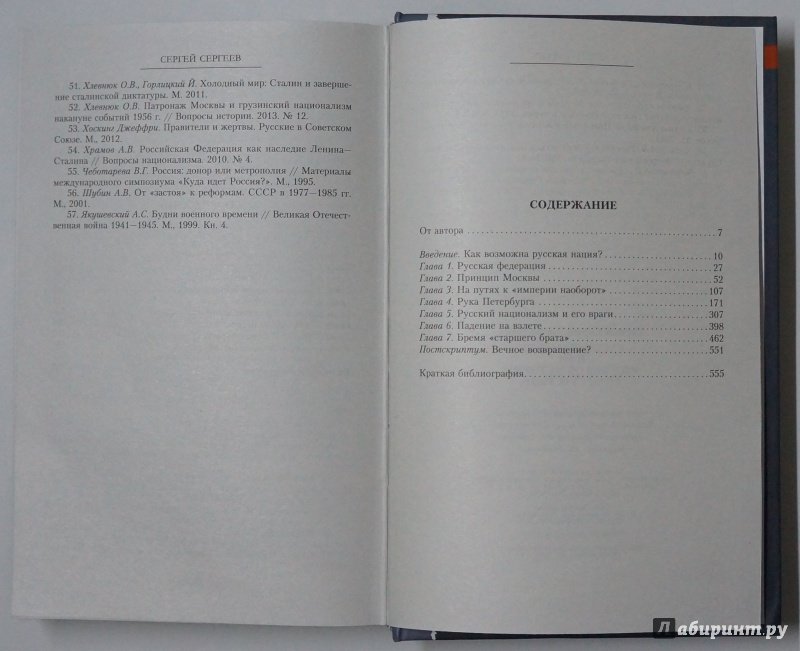 СЕРГЕЙ СЕРГЕЕВ
51. Хлевнюк О.В., Горлицкий Й. Холодный мир: Сталин и заверше-
ние сталинской диктатуры. М. 2011.
52. Хлевнюк О.В. Патронаж Москвы и грузинский национализм
накануне событий 1956 г. // Вопросы истории. 2013. № 12.
53. Хоскинг Джеффри. Правители и жертвы. Русские в Советском
Союзе. М., 2012.
54. Храмов А.В. Российская Федерация как наследие Ленина—
Сталина // Вопросы национализма. 2010. № 4.
55. Чеботарева В.Г. Россия: донор или метрополия // Материалы
международного симпозиума «Куда идет Россия?». М., 1995.
56. Шубин А.В. От «застоя» к реформам. СССР в 1977—1985 гг.
М., 2001.
57. Якушевский А.С. Будни военного времени // Великая Отечест-
венная война 1941—1945. М., 1999. Кн. 4.
СОДЕРЖАНИЕ
От автора . . . 7
Введение. Как возможна русская нация? . . . 10
Глава 1. Русская федерация . . . 27
Глава 2. Принцип Москвы . . . 52
Глава 3. На путях к «империи наоборот» . . . 107
Глава 4. Рука Петербурга . . . 171
Глава 5. Русский национализм и его враги . . . 307
Глава 6. Падение на взлете . . . 398
Глава 7. Бремя «старшего брата» . . . 462
Постскриптум. Вечное возвращение? . . . 551
Краткая библиография . . . 555
Лабиринт.ру